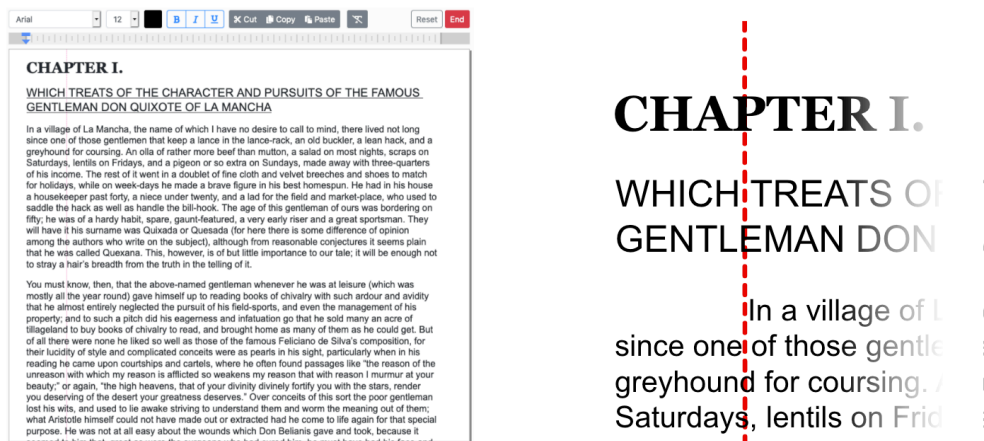 Arial 12 B I U Cut Copy Paste Reset End
CHAPTER I.
WHICH TREATS OF THE CHARACTER AND PURSUITS OF THE FAMOUS
GENTLEMAN DON QUIXOTE OF LA MANCHA
In a village of La Mancha, the name of which I have no desire to call to mind, there lived not long
since one of those gentlemen that keep a lance in the lance-rack, an old buckler, a lean hack, and a
greyhound for coursing. An olla of rather more beef than mutton, a salad on most nights, scraps on
Saturdays, lentils on Fridays, and a pigeon or so extra on Sundays, made away with three-quarters
of his income. The rest of it went in a doublet of fine cloth and velvet breeches and shoes to match
for holidays, while on week-days he made a brave figure in his best homespun. He had in his house
a housekeeper past forty, a niece under twenty, and a lad for the field and market-place, who used to
saddle the hack as well as handle the bill-hook. The age of this gentleman of ours was bordering on
fifty; he was of a hardy habit, spare, gaunt-featured, a very early riser and a great sportsman. They
will have it his surname was Quixada or Quesada (for here there is some difference of opinion
among the authors who write on the subject), although from reasonable conjectures it seems plain
that he was called Quexana. This, however, is of but little importance to our tale; it will be enough not
to stray a hair's breadth from the truth in the telling of it.
You must know, then, that the above-named gentleman whenever he was at leisure (which was
mostly all the year round) gave himself up to reading books of chivalry with such ardour and avidity
that he almost entirely neglected the pursuit of his field-sports, and even the management of his
property; and to such a pitch did his eagerness and infatuation go that he sold many an acre of
tillageland to buy books of chivalry to read, and brought home as many of them as he could get. But
of all there were none he liked so well as those of the famous Feliciano de Silva's composition, for
their lucidity of style and complicated conceits were as pearls in his sight, particularly when in his
reading he came upon courtships and cartels, where he often found passages like "the reason of the
unreason with which my reason is afflicted so weakens my reason that with reason I murmur at your
beauty;" or again, "the high heavens, that of your divinity divinely fortify you with the stars, render
you deserving of the desert your greatness deserves." Over conceits of this sort the poor gentleman
lost his wits, and used to lie awake striving to understand them and worm the meaning out of them;
what Aristotle himself could not have made out or extracted had he come to life again for that special
purpose. He was not at all easy about the wounds which Don Belianis gave and took, because it
CHAPTER I.
WHICH TREATS OF
GENTLEMAN DON
In a village of L
since one of those gentle
greyhound for coursing. A
Saturdays, lentils on Frid